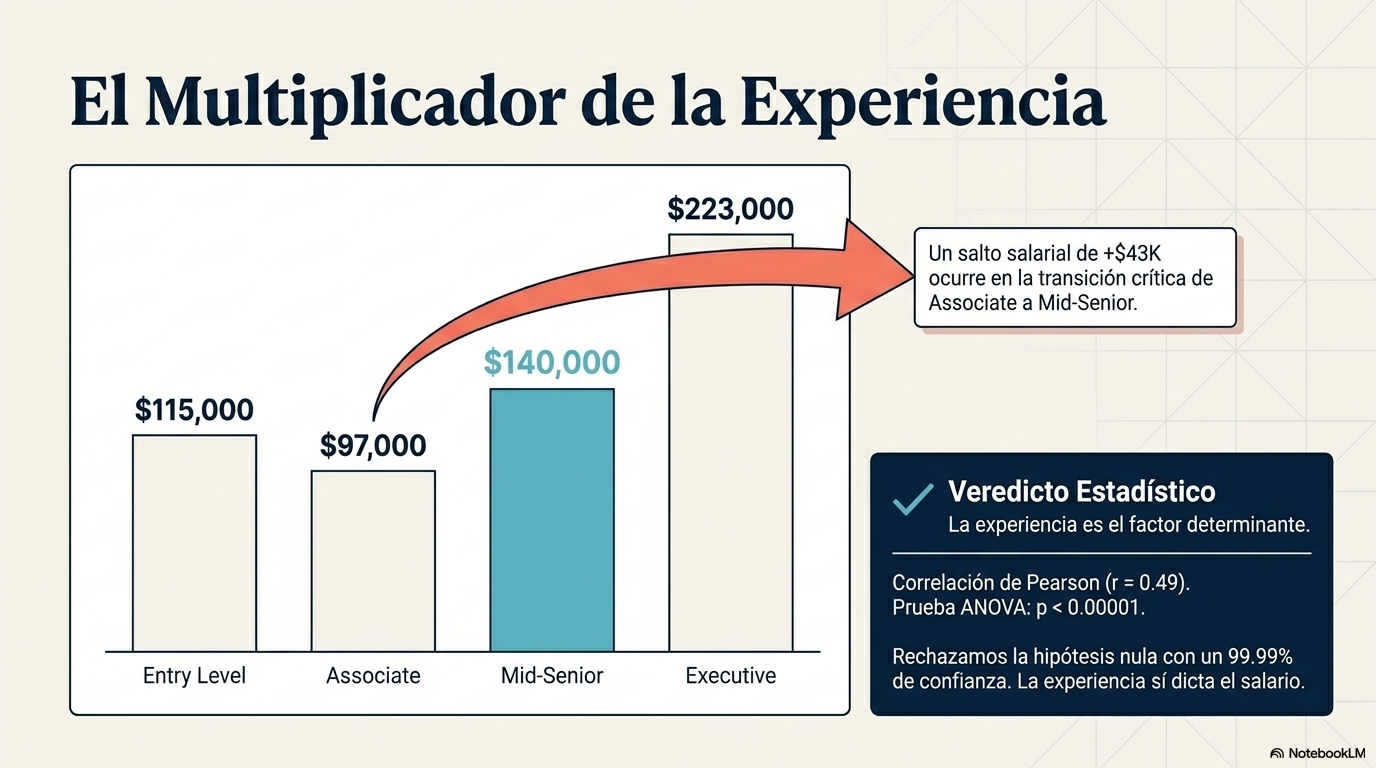 El Multiplicador de la Experiencia
$115,000
$97,000
$140,000
$223,000
Entry Level
Associate
Mid-Senior
Executive
Un salto salarial de +$43K
ocurre en la transición crítica de
Associate a Mid-Senior.
Veredicto Estadístico
La experiencia es el factor determinante.
Correlación de Pearson (r = 0.49).
Prueba ANOVA: p < 0.00001.
Rechazamos la hipótesis nula con un 99.99%
de confianza. La experiencia sí dicta el salario.
NotebookLM